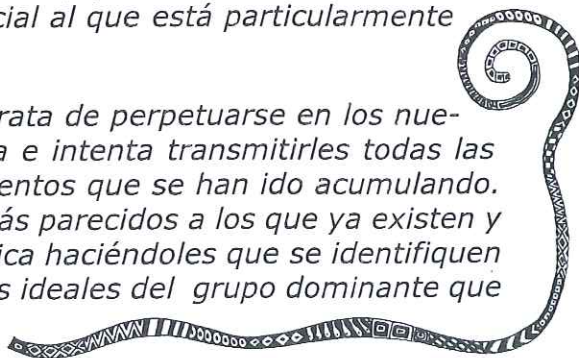 cial al que está particularmente
rata de perpetuarse en los nue-
a e intenta transmitirles todas las
entos que se han ido acumulando.
ás parecidos a los que ya existen y
ica haciéndoles que se identifiquen
s ideales del grupo dominante que